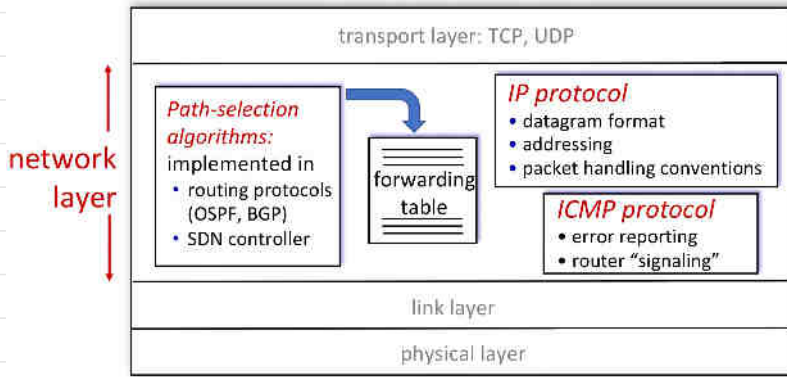 transport layer: TCP, UDP
network
layer
Path-selection
algorithms:
implemented in
• routing protocols
(OSPF, BGP)
• SDN controller
forwarding
table
IP protocol
• datagram format
• addressing
• packet handling conventions
ICMP protocol
• error reporting
• router “signaling”
link layer
physical layer